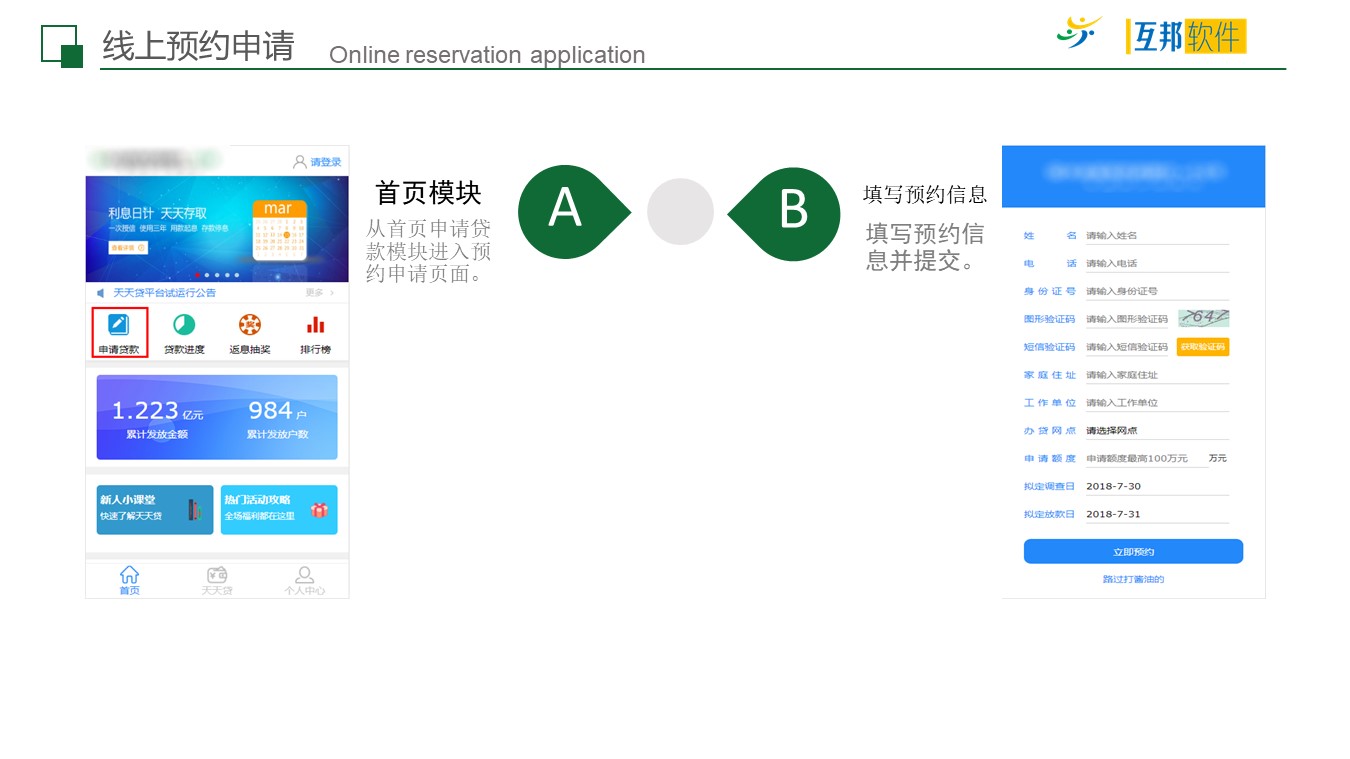 线上预约申请
Online reservation application
互邦软件
请登录
利息日计 天天存取
一次授信 使用三年 用款起息 存款停息
查看详情
mar
天天贷平台试运行公告
更多
申请贷款
贷款进度
奖
返息抽奖
排行榜
1.223 亿元
984 户
累计发放金额
累计发放户数
新人小课堂
快速了解天天贷
热门活动攻略
全场福利都在这里
首页
天天贷
个人中心
首页模块
从首页申请贷
款模块进入预
约申请页面。
A
B
填写预约信息
填写预约信
息并提交。
姓 名 请输入姓名
电 话 请输入电话
身份证号 请输入身份证号
图形验证码 请输入图形验证码 7647
短信验证码 请输入短信验证码 获取验证码
家庭住址 请输入家庭住址
工作单位 请输入工作单位
办贷网点 请选择网点
申请额度 申请额度最高100万元 万元
拟定调查日 2018-7-30
拟定放款日 2018-7-31
立即预约
路过打酱油的